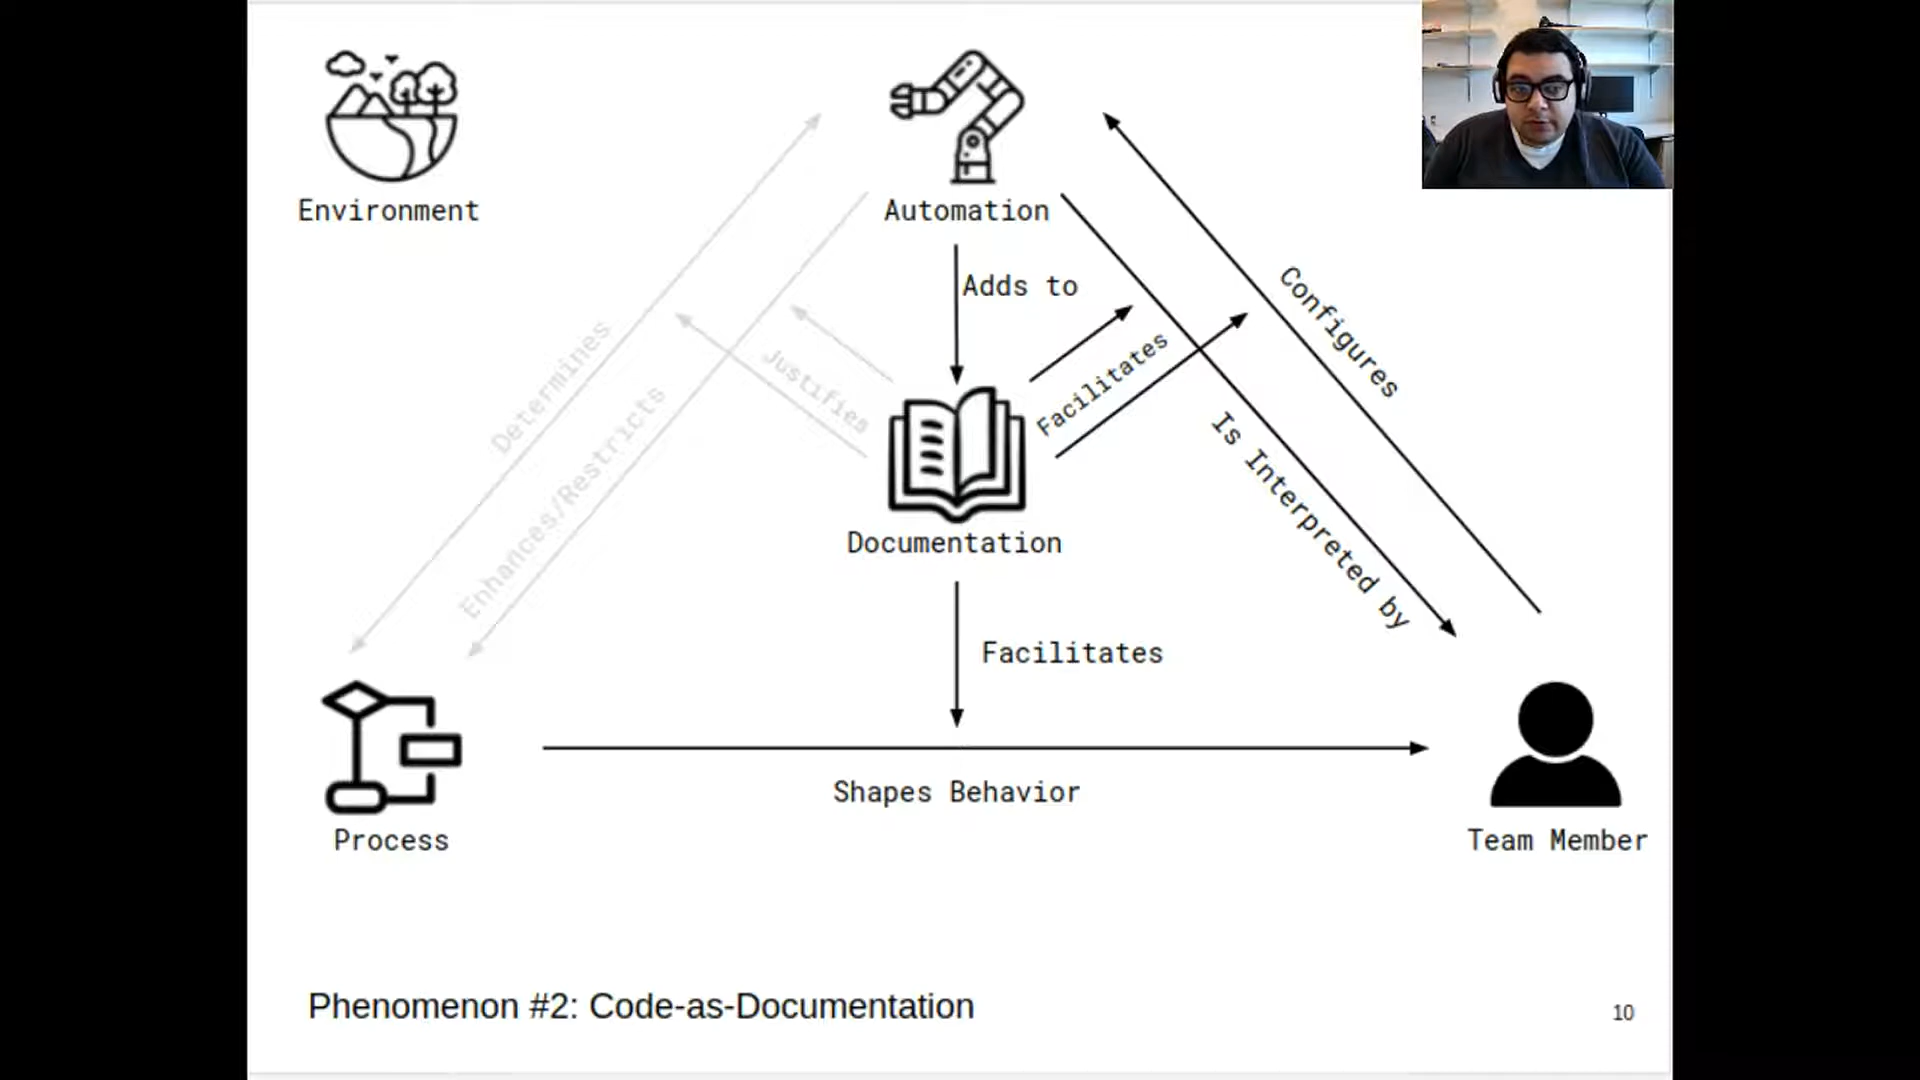 Environment
Automation
Adds to
Configures
Determines
Justifies
Facilitates
Enhances/Restricts
Is Interpreted by
Documentation
Facilitates
Shapes Behavior
Process
Team Member
Phenomenon #2: Code-as-Documentation
10